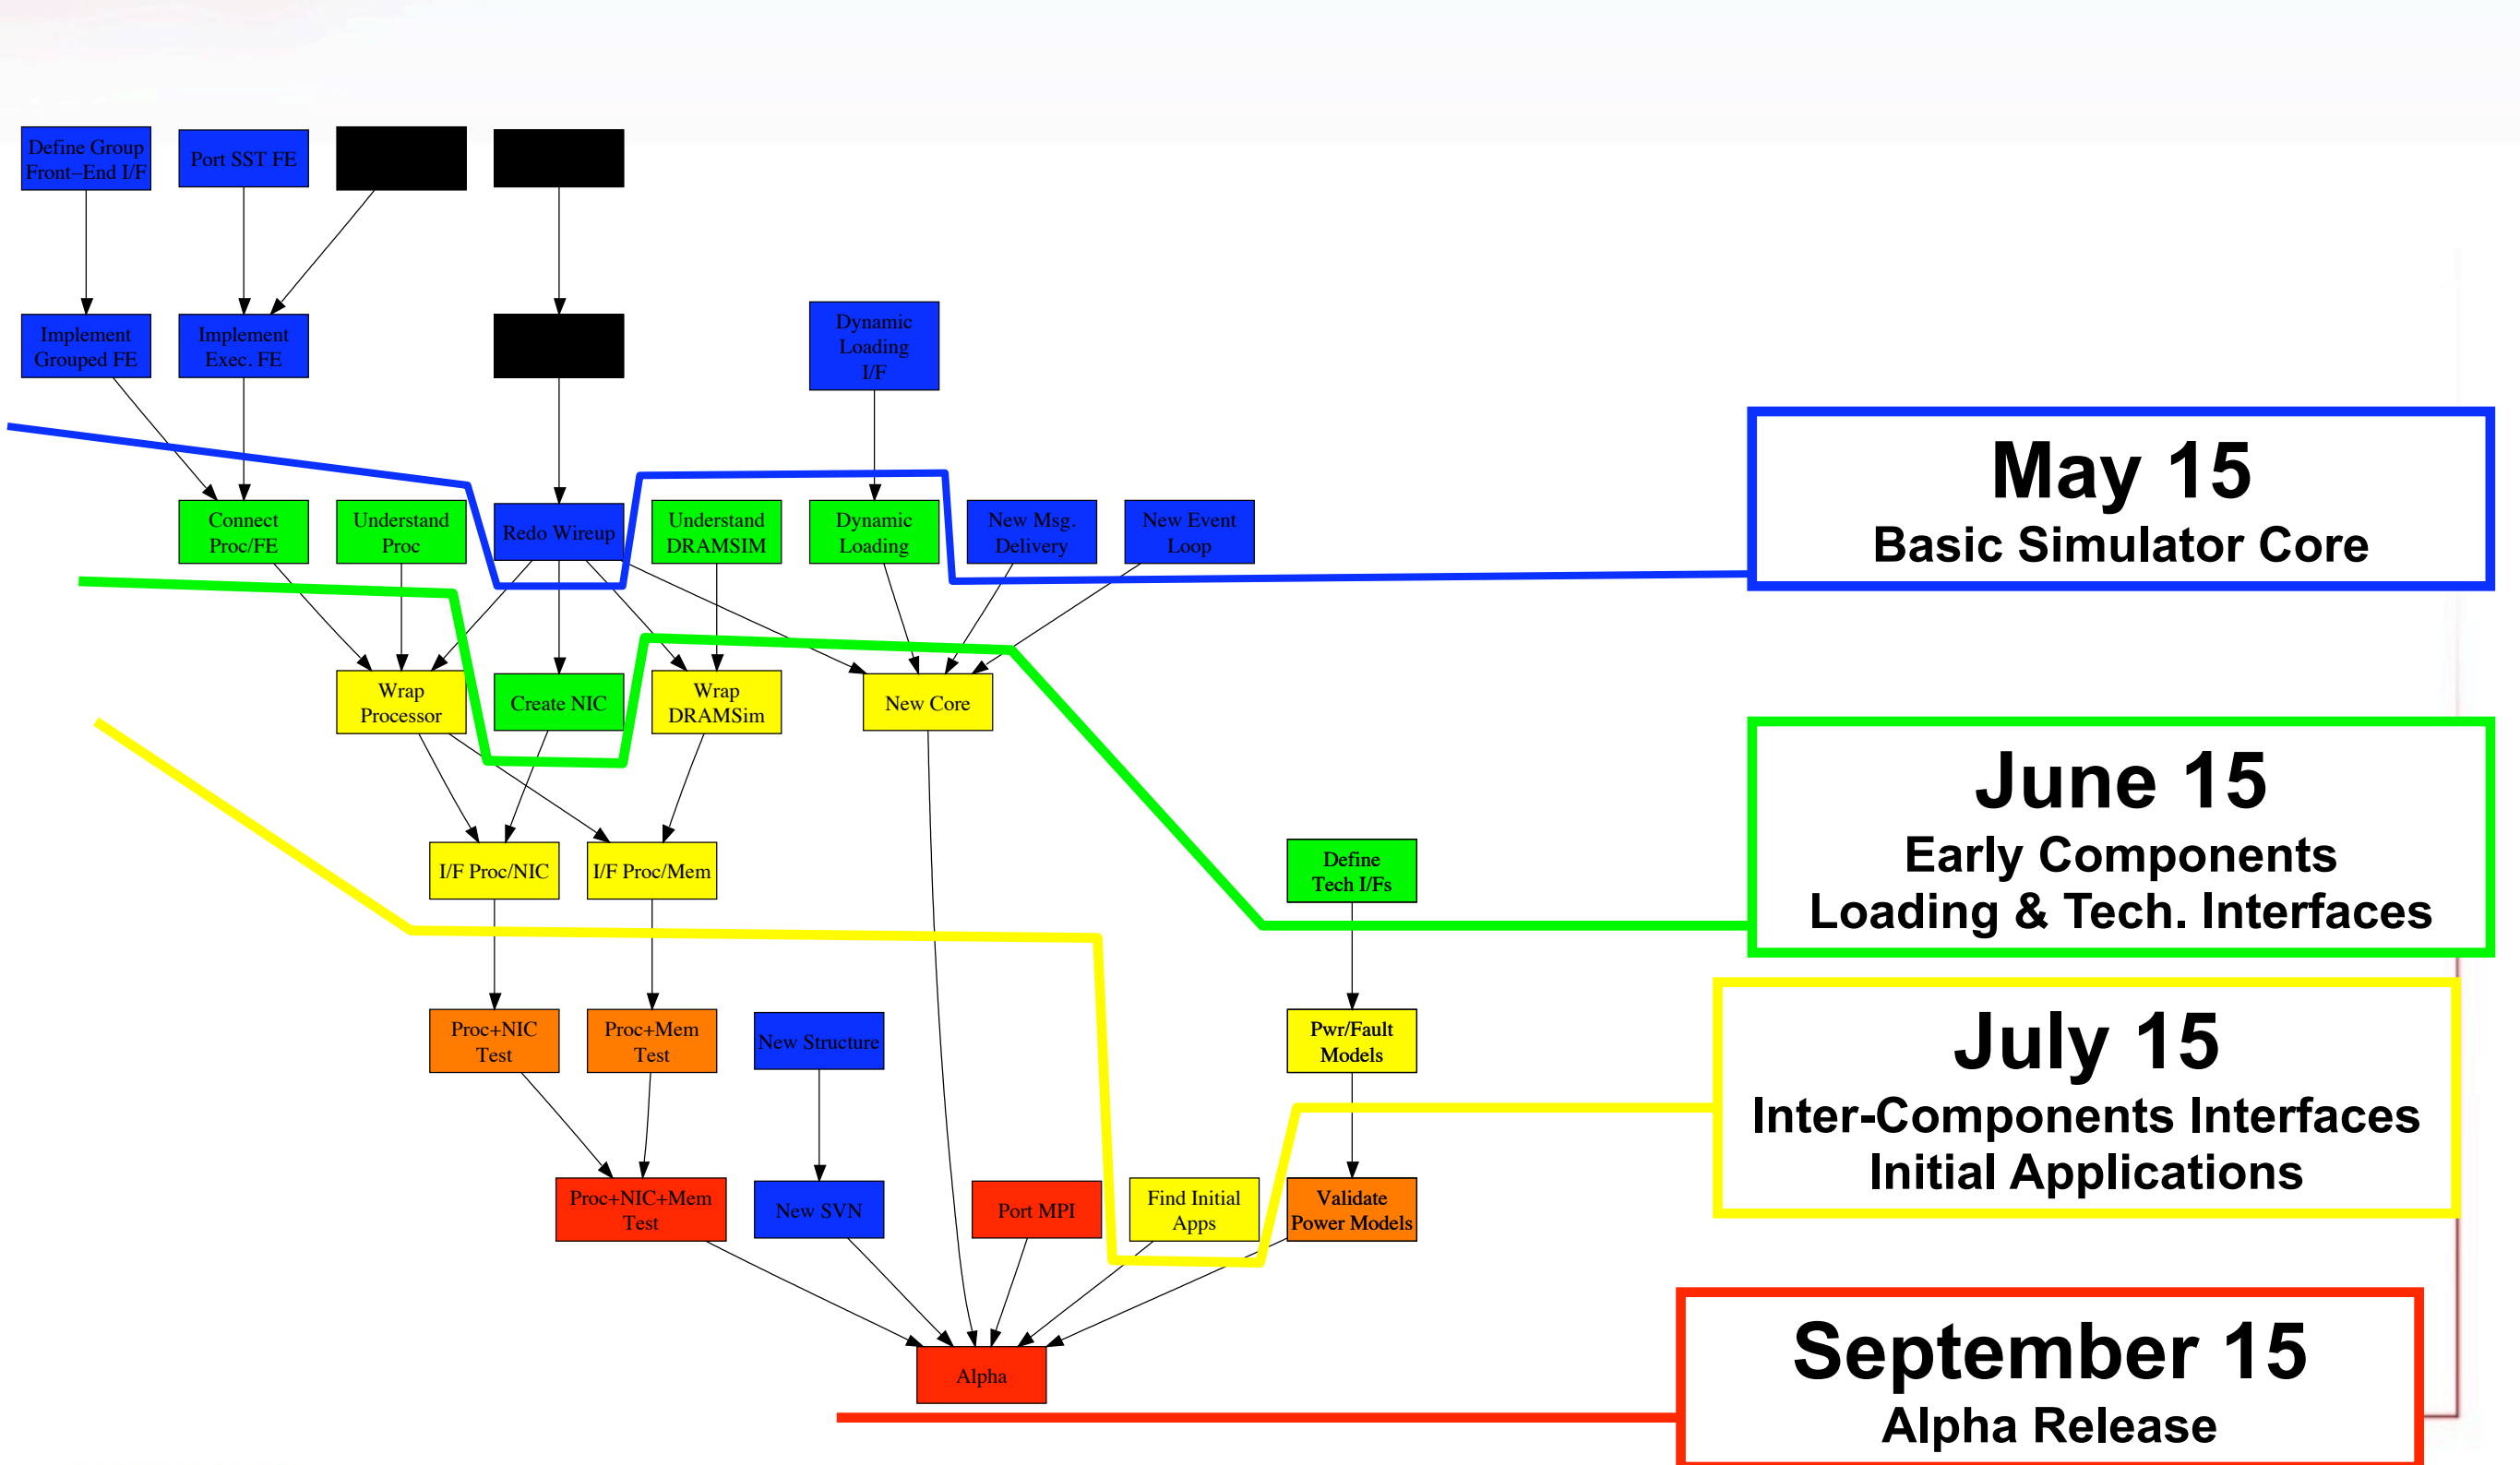 Define Group
Front–End I/F
Port SST FE
Implement
Grouped FE
Implement
Exec. FE
Dynamic
Loading
I/F
May 15
Basic Simulator Core
Connect
Proc/FE
Understand
Proc
Redo Wireup
Understand
DRAMSIM
Dynamic
Loading
New Msg.
Delivery
New Event
Loop
Wrap
Processor
Create NIC
Wrap
DRAMSim
New Core
June 15
Early Components
Loading & Tech. Interfaces
I/F Proc/NIC
I/F Proc/Mem
Define
Tech I/Fs
Proc+NIC
Test
Proc+Mem
Test
New Structure
Pwr/Fault
Models
July 15
Inter-Components Interfaces
Initial Applications
Proc+NIC+Mem
Test
New SVN
Port MPI
Find Initial
Apps
Validate
Power Models
Alpha
September 15
Alpha Release